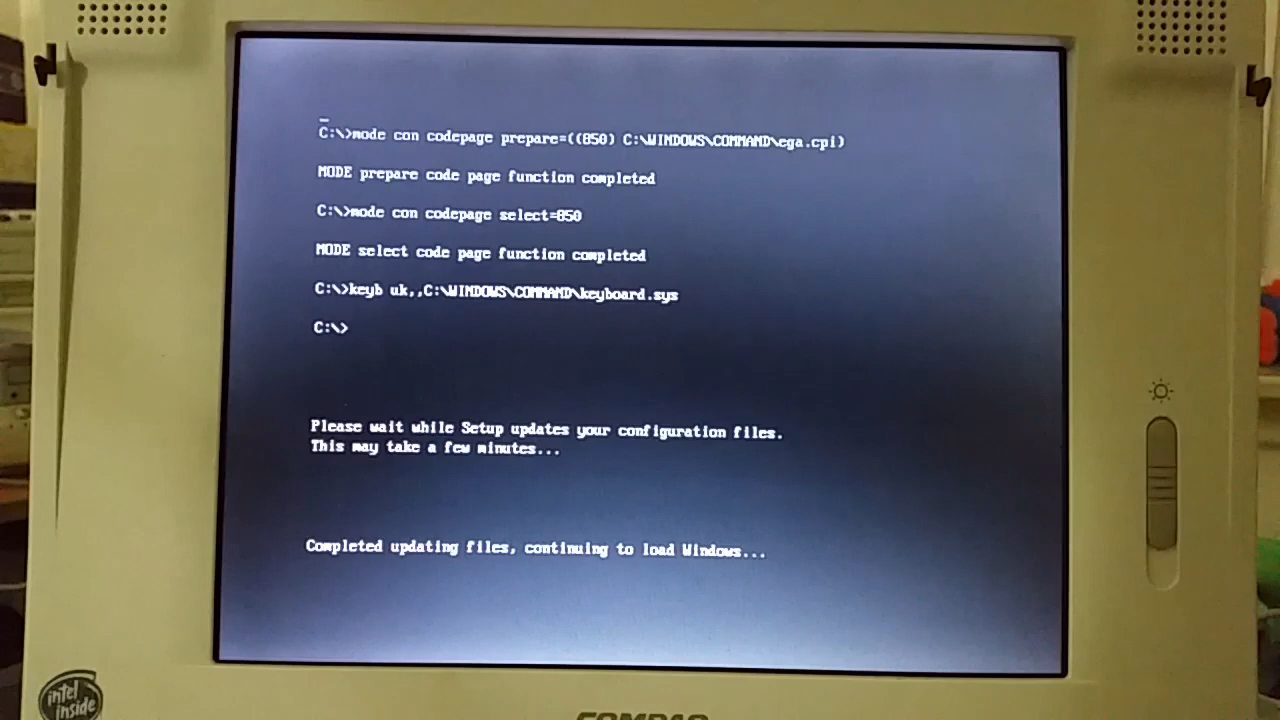 C:\>mode con codepage prepare=((850) C:\WINDOWS\COMMAND\ega.cpi)
MODE prepare code page function completed
C:\>mode con codepage select=850
MODE select code page function completed
C:\>keyb uk,,C:\WINDOWS\COMMAND\keyboard.sys
C:\>
Please wait while Setup updates your configuration files.
This may take a few minutes...
Completed updating files, continuing to load Windows...
intel
inside
COMPAQ